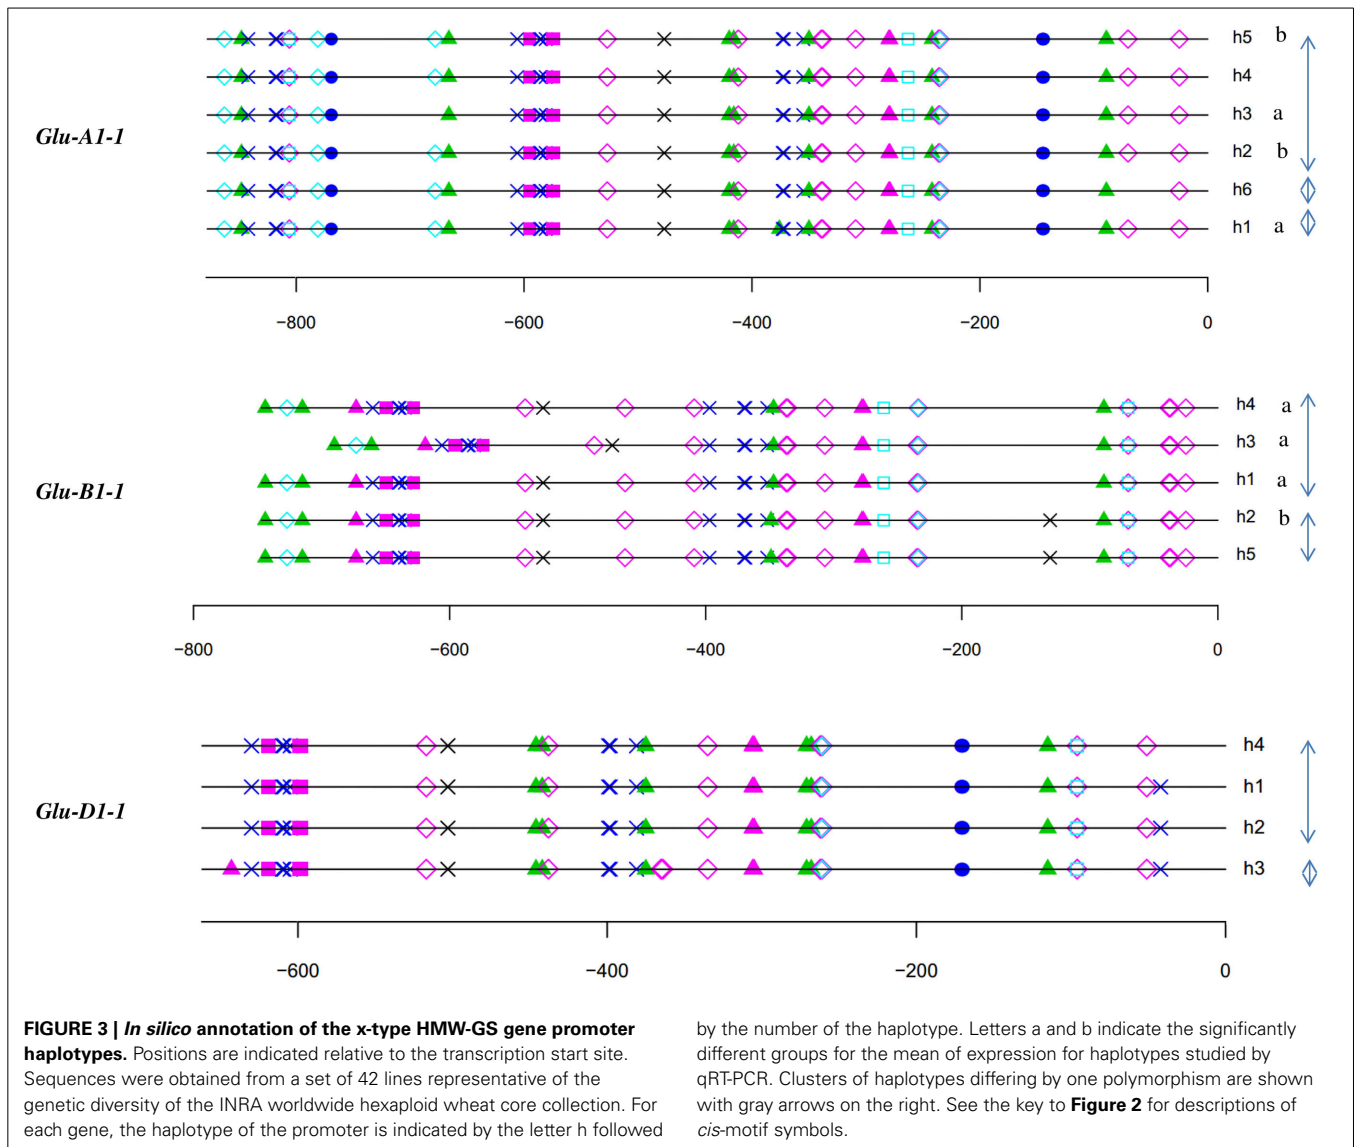 h5 b
h4
Glu-A1-1
h3 a
h2 b
h6
h1 a
−800 −600 −400 −200 0
h4 a
h3 a
Glu-B1-1
h1 a
h2 b
h5
−800 −600 −400 −200 0
h4
h1
Glu-D1-1
h2
h3
−600 −400 −200 0
FIGURE 3 | In silico annotation of the x-type HMW-GS gene promoter
haplotypes. Positions are indicated relative to the transcription start site.
Sequences were obtained from a set of 42 lines representative of the
genetic diversity of the INRA worldwide hexaploid wheat core collection. For
each gene, the haplotype of the promoter is indicated by the letter h followed
by the number of the haplotype. Letters a and b indicate the significantly
different groups for the mean of expression for haplotypes studied by
qRT-PCR. Clusters of haplotypes differing by one polymorphism are shown
with gray arrows on the right. See the key to Figure 2 for descriptions of
cis-motif symbols.